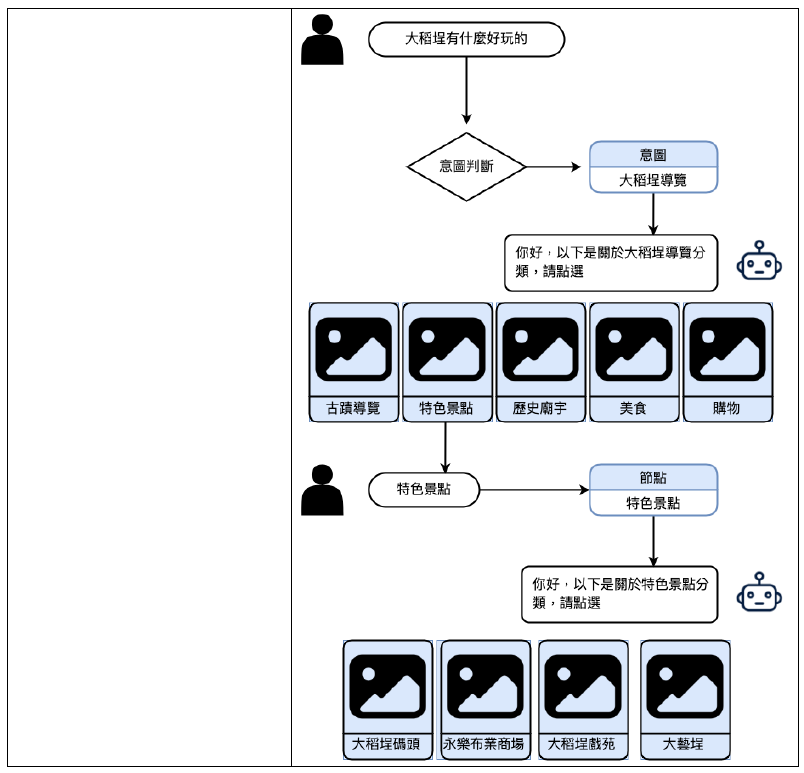 大稻埕有什麼好玩的
意圖判斷
意圖
大稻埕導覽
你好，以下是關於大稻埕導覽分
類，請點選
古蹟導覽
特色景點
歷史廟宇
美食
購物
特色景點
節點
特色景點
你好，以下是關於特色景點分
類，請點選
大稻埕碼頭
永樂布業商場
大稻埕戲苑
大藝埕